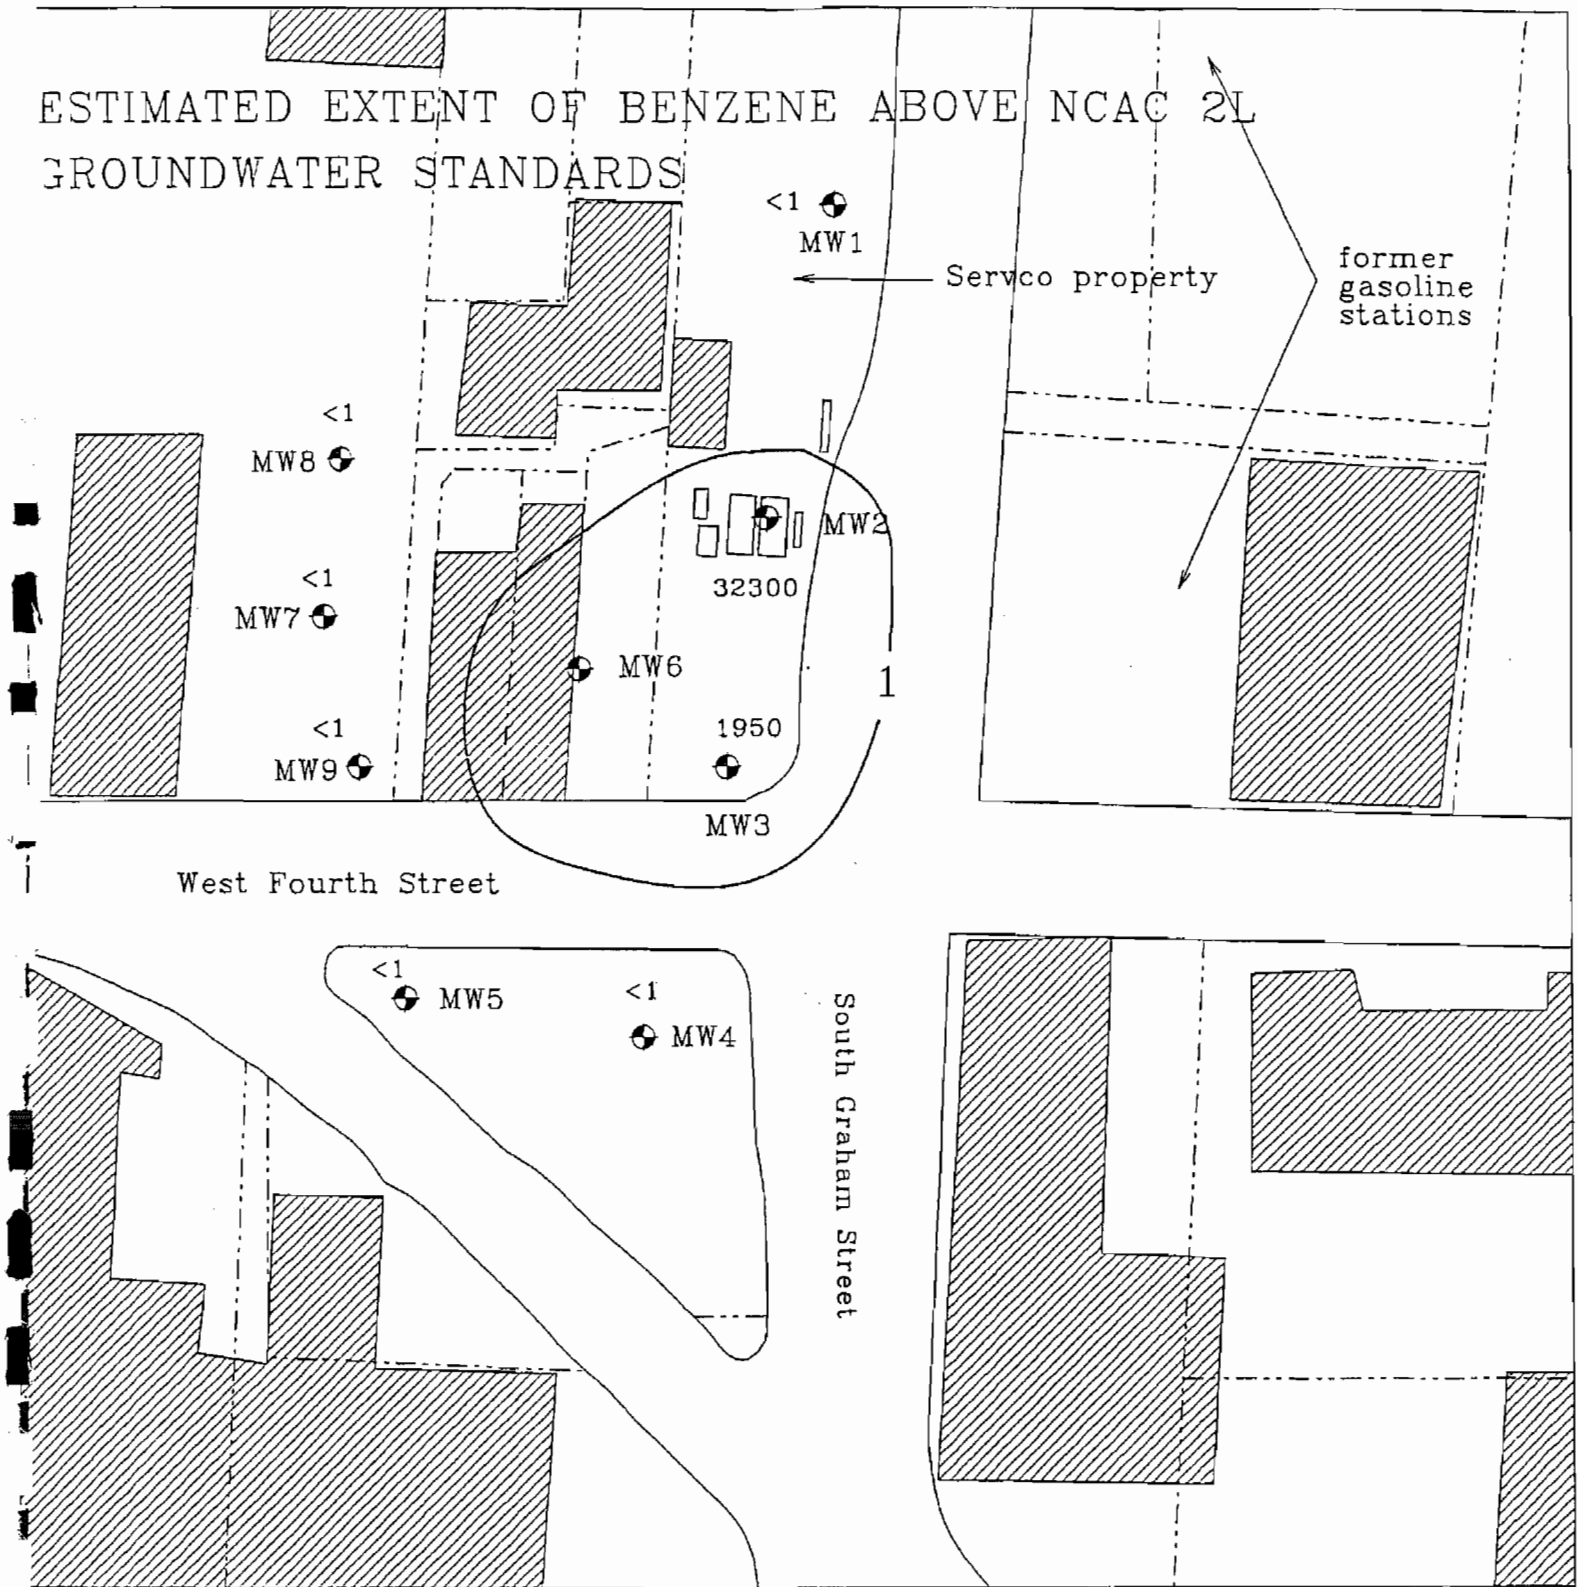 ESTIMATED EXTENT OF BENZENE ABOVE NCAC 2L
GROUNDWATER STANDARDS
<1
MW1
Servco property
former
gasoline
stations
<1
MW8
MW2
32300
<1
MW7
MW6
1
<1
MW9
1950
MW3
West Fourth Street
<1
MW5
<1
MW4
South Graham Street